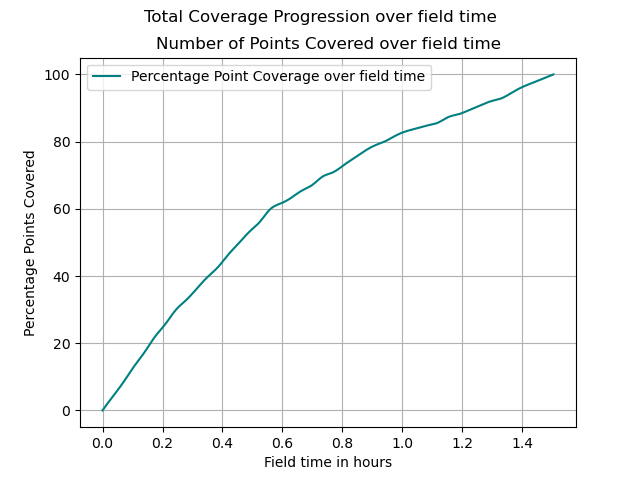 Total Coverage Progression over field time
Number of Points Covered over field time
Percentage Point Coverage over field time
Percentage Points Covered
100
80
60
40
20
0
0.0 0.2 0.4 0.6 0.8 1.0 1.2 1.4
Field time in hours